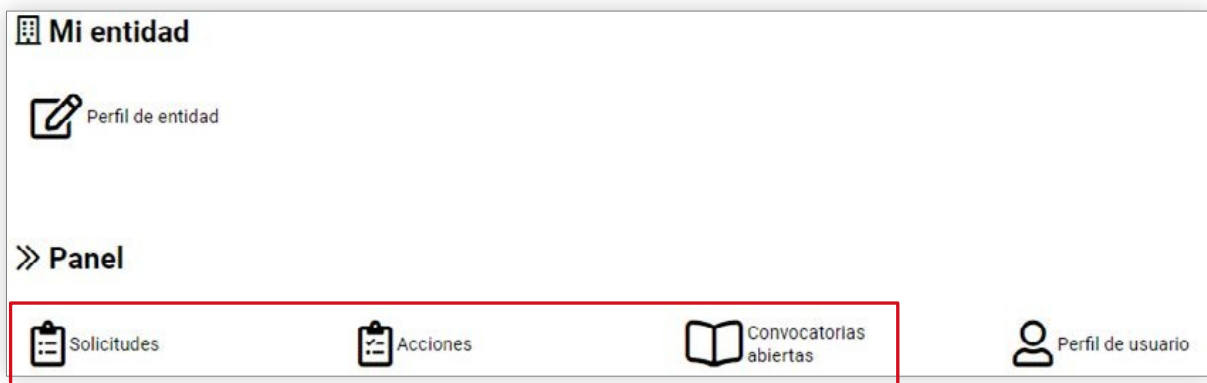 Mi entidad
Perfil de entidad
Panel
Solicitudes
Acciones
Convocatorias
abiertas
Perfil de usuario